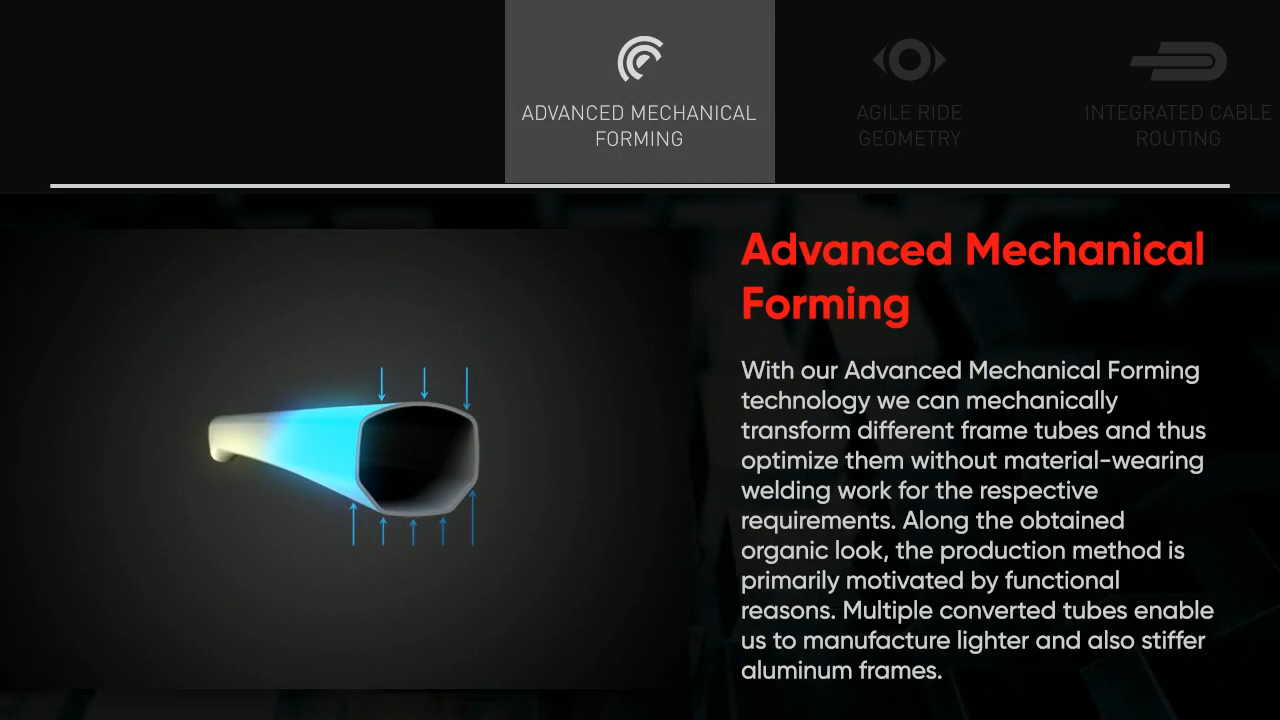 ADVANCED MECHANICAL
FORMING
AGILE RIDE
GEOMETRY
INTEGRATED CABLE
ROUTING
Advanced Mechanical
Forming
With our Advanced Mechanical Forming
technology we can mechanically
transform different frame tubes and thus
optimize them without material-wearing
welding work for the respective
requirements. Along the obtained
organic look, the production method is
primarily motivated by functional
reasons. Multiple converted tubes enable
us to manufacture lighter and also stiffer
aluminum frames.